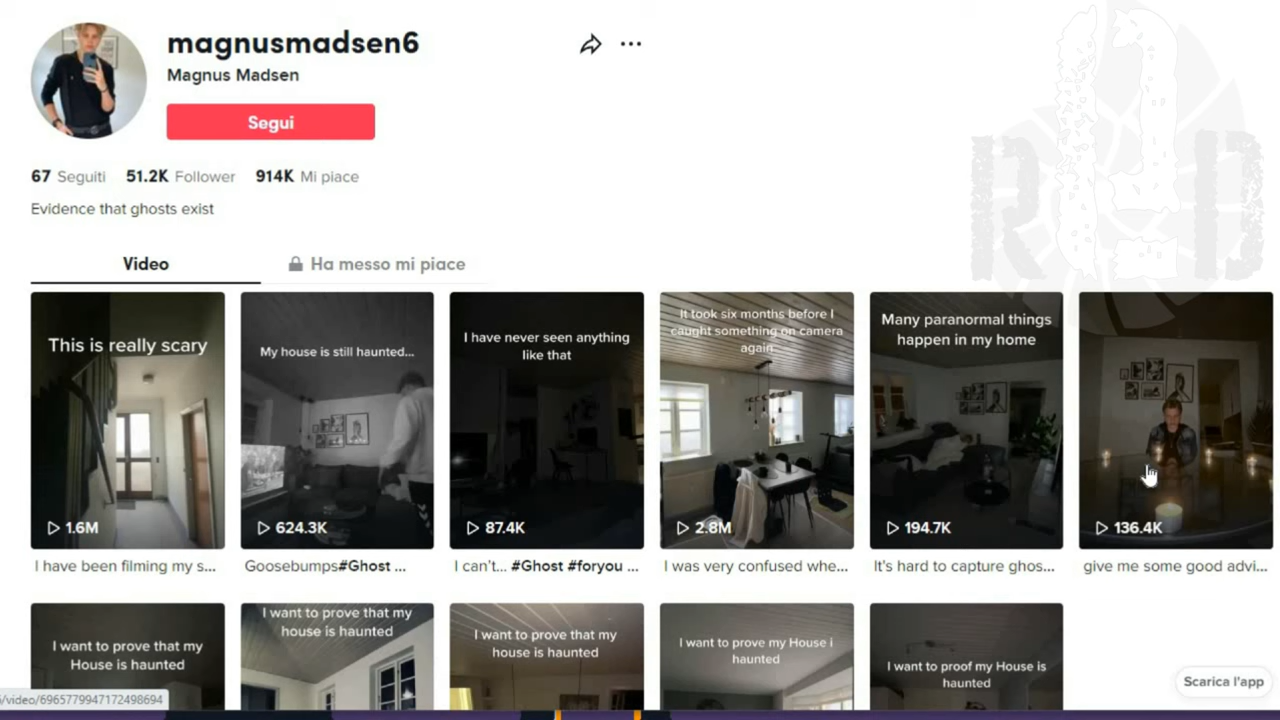 magnusmadsen6
Magnus Madsen
Segui
67 Seguiti 51.2K Follower 914K Mi piace
Evidence that ghosts exist
Video
Ha messo mi piace
This is really scary
1.6M
I have been filming my s...
My house is still haunted...
624.3K
Goosebumps#Ghost ...
I have never seen anything
like that
87.4K
I can't... #Ghost #foryou ...
It took six months before I
caught something on camera
again
2.8M
I was very confused whe...
Many paranormal things
happen in my home
194.7K
It's hard to capture ghos...
136.4K
give me some good advi...
I want to prove that my
House is haunted
I want to prove that my
house is haunted
I want to prove that my
house is haunted
I want to prove my House i
haunted
I want to proof my House is
haunted
Scarica l'app
/video/6965779947172498694